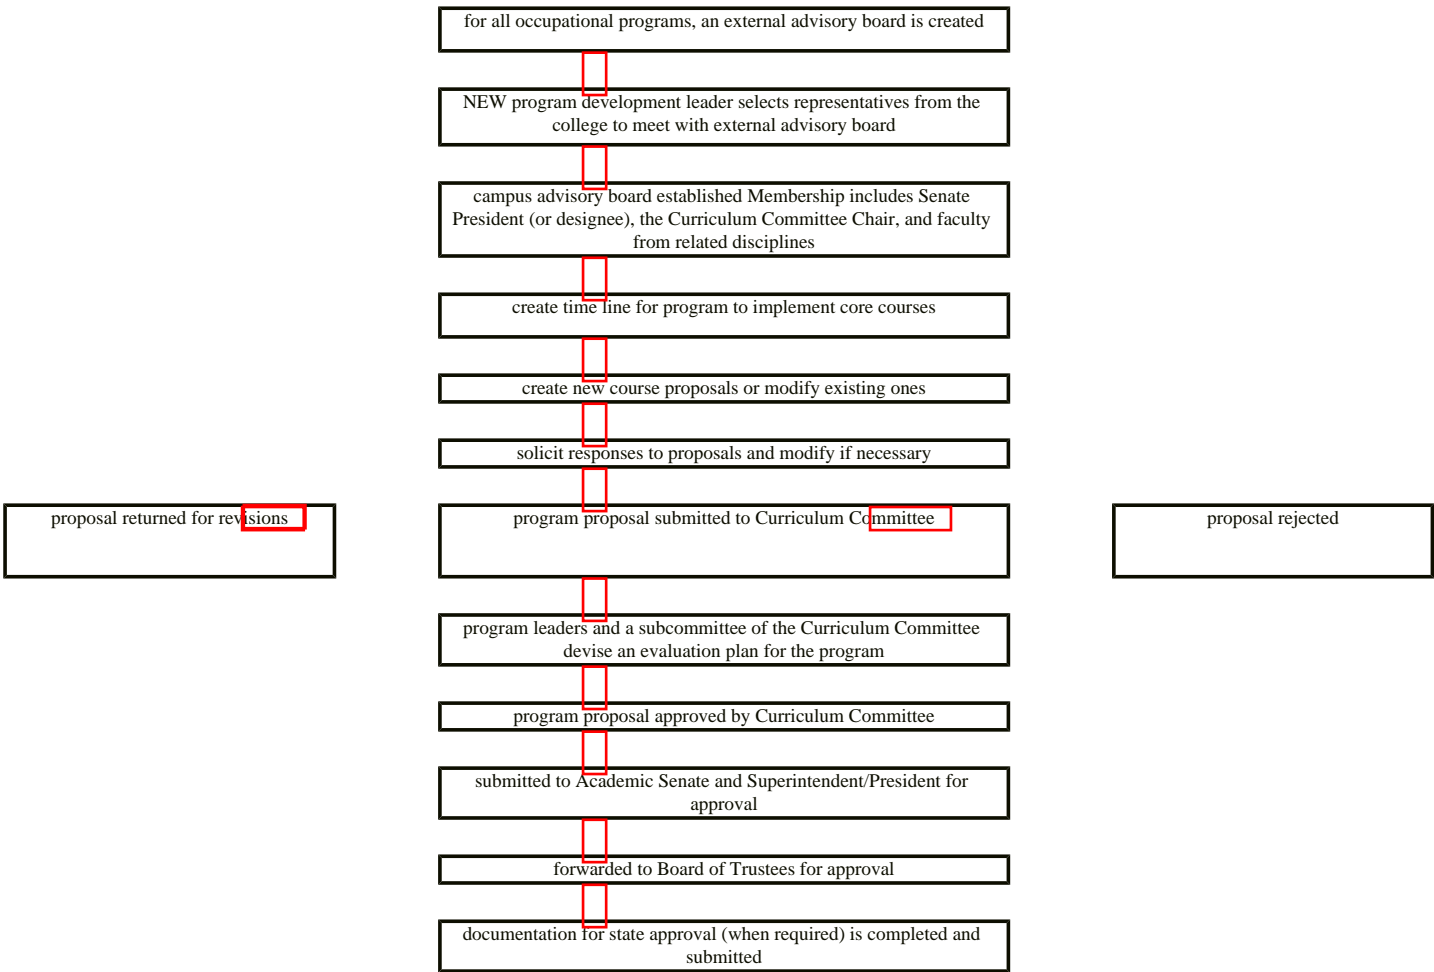 for all occupational programs, an external advisory board is created
NEW program development leader selects representatives from the
college to meet with external advisory board
campus advisory board established Membership includes Senate
President (or designee), the Curriculum Committee Chair, and faculty
from related disciplines
create time line for program to implement core courses
create new course proposals or modify existing ones
solicit responses to proposals and modify if necessary
proposal returned for revisions
program proposal submitted to Curriculum Committee
proposal rejected
program leaders and a subcommittee of the Curriculum Committee
devise an evaluation plan for the program
program proposal approved by Curriculum Committee
submitted to Academic Senate and Superintendent/President for
approval
forwarded to Board of Trustees for approval
documentation for state approval (when required) is completed and
submitted